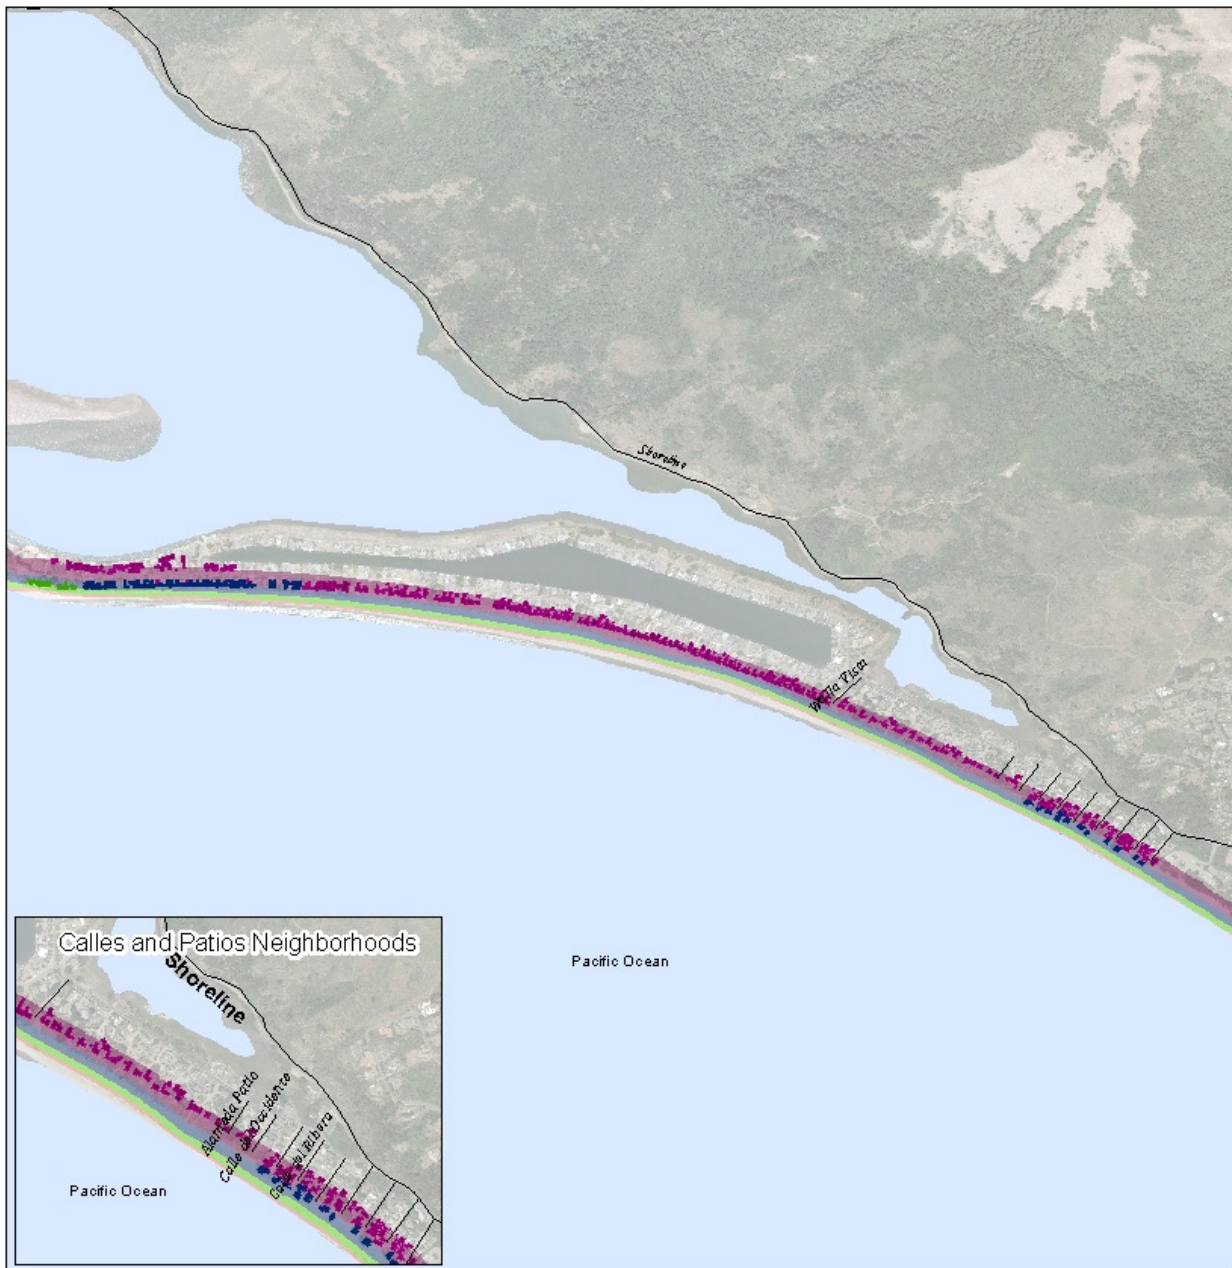 Shoreline
Walla Vista
Calles and Patios Neighborhoods
Shoreline
Alameda Patio
Calle del Occidente
Calle del Ribera
Pacific Ocean
Pacific Ocean